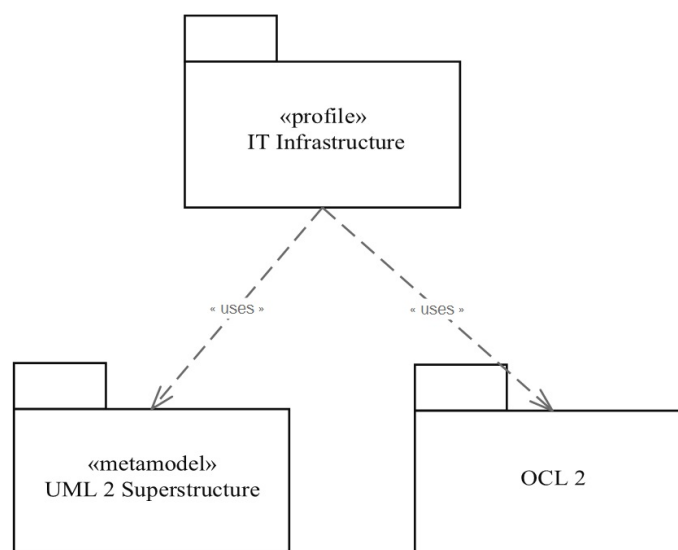 «profile»
IT Infrastructure
« uses »
« uses »
«metamodel»
UML 2 Superstructure
OCL 2